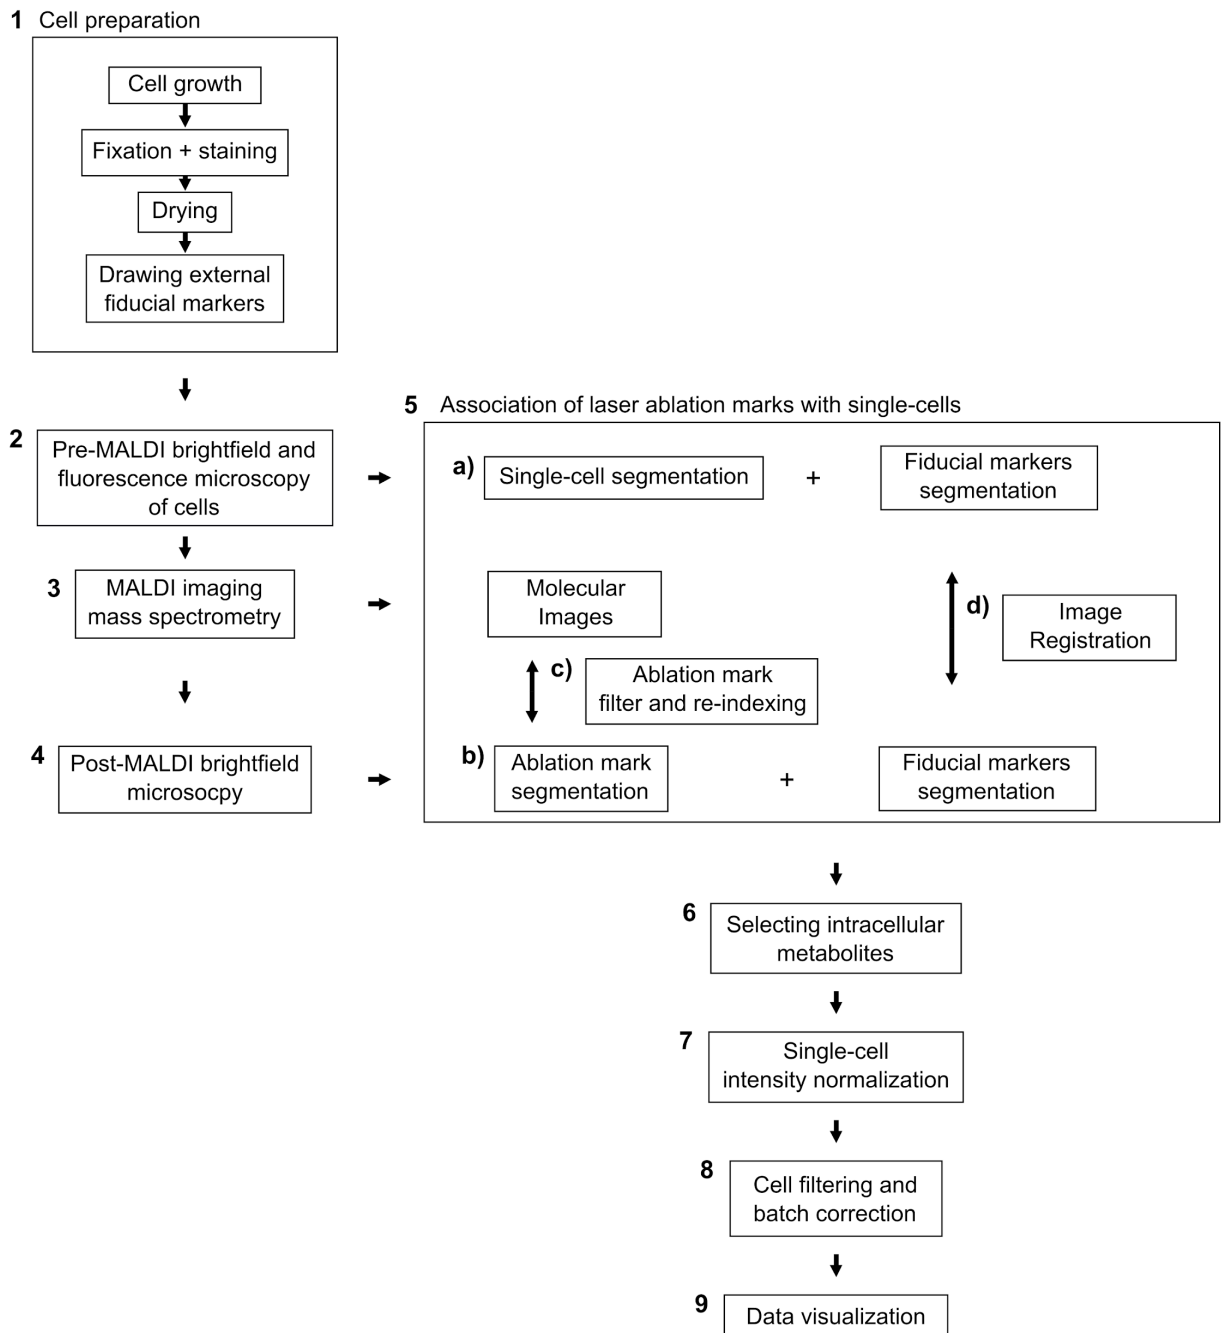 1 Cell preparation
Cell growth
Fixation + staining
Drying
Drawing external
fiducial markers
2 Pre-MALDI brightfield and
fluorescence microscopy
of cells
3 MALDI imaging
mass spectrometry
4 Post-MALDI brightfield
microsocpy
5 Association of laser ablation marks with single-cells
a) Single-cell segmentation + Fiducial markers
segmentation
Molecular
Images
d) Image
Registration
c) Ablation mark
filter and re-indexing
b) Ablation mark
segmentation + Fiducial markers
segmentation
6 Selecting intracellular
metabolites
7 Single-cell
intensity normalization
8 Cell filtering and
batch correction
9 Data visualization